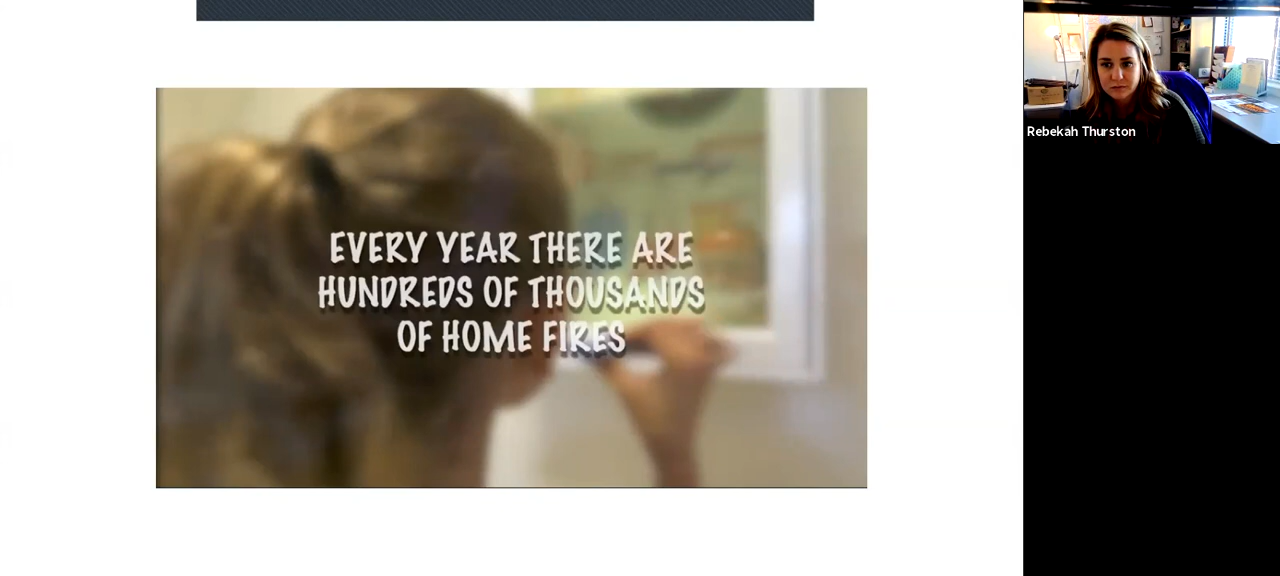 EVERY YEAR THERE ARE
HUNDREDS OF THOUSANDS
OF HOME FIRES
Rebekah Thurston